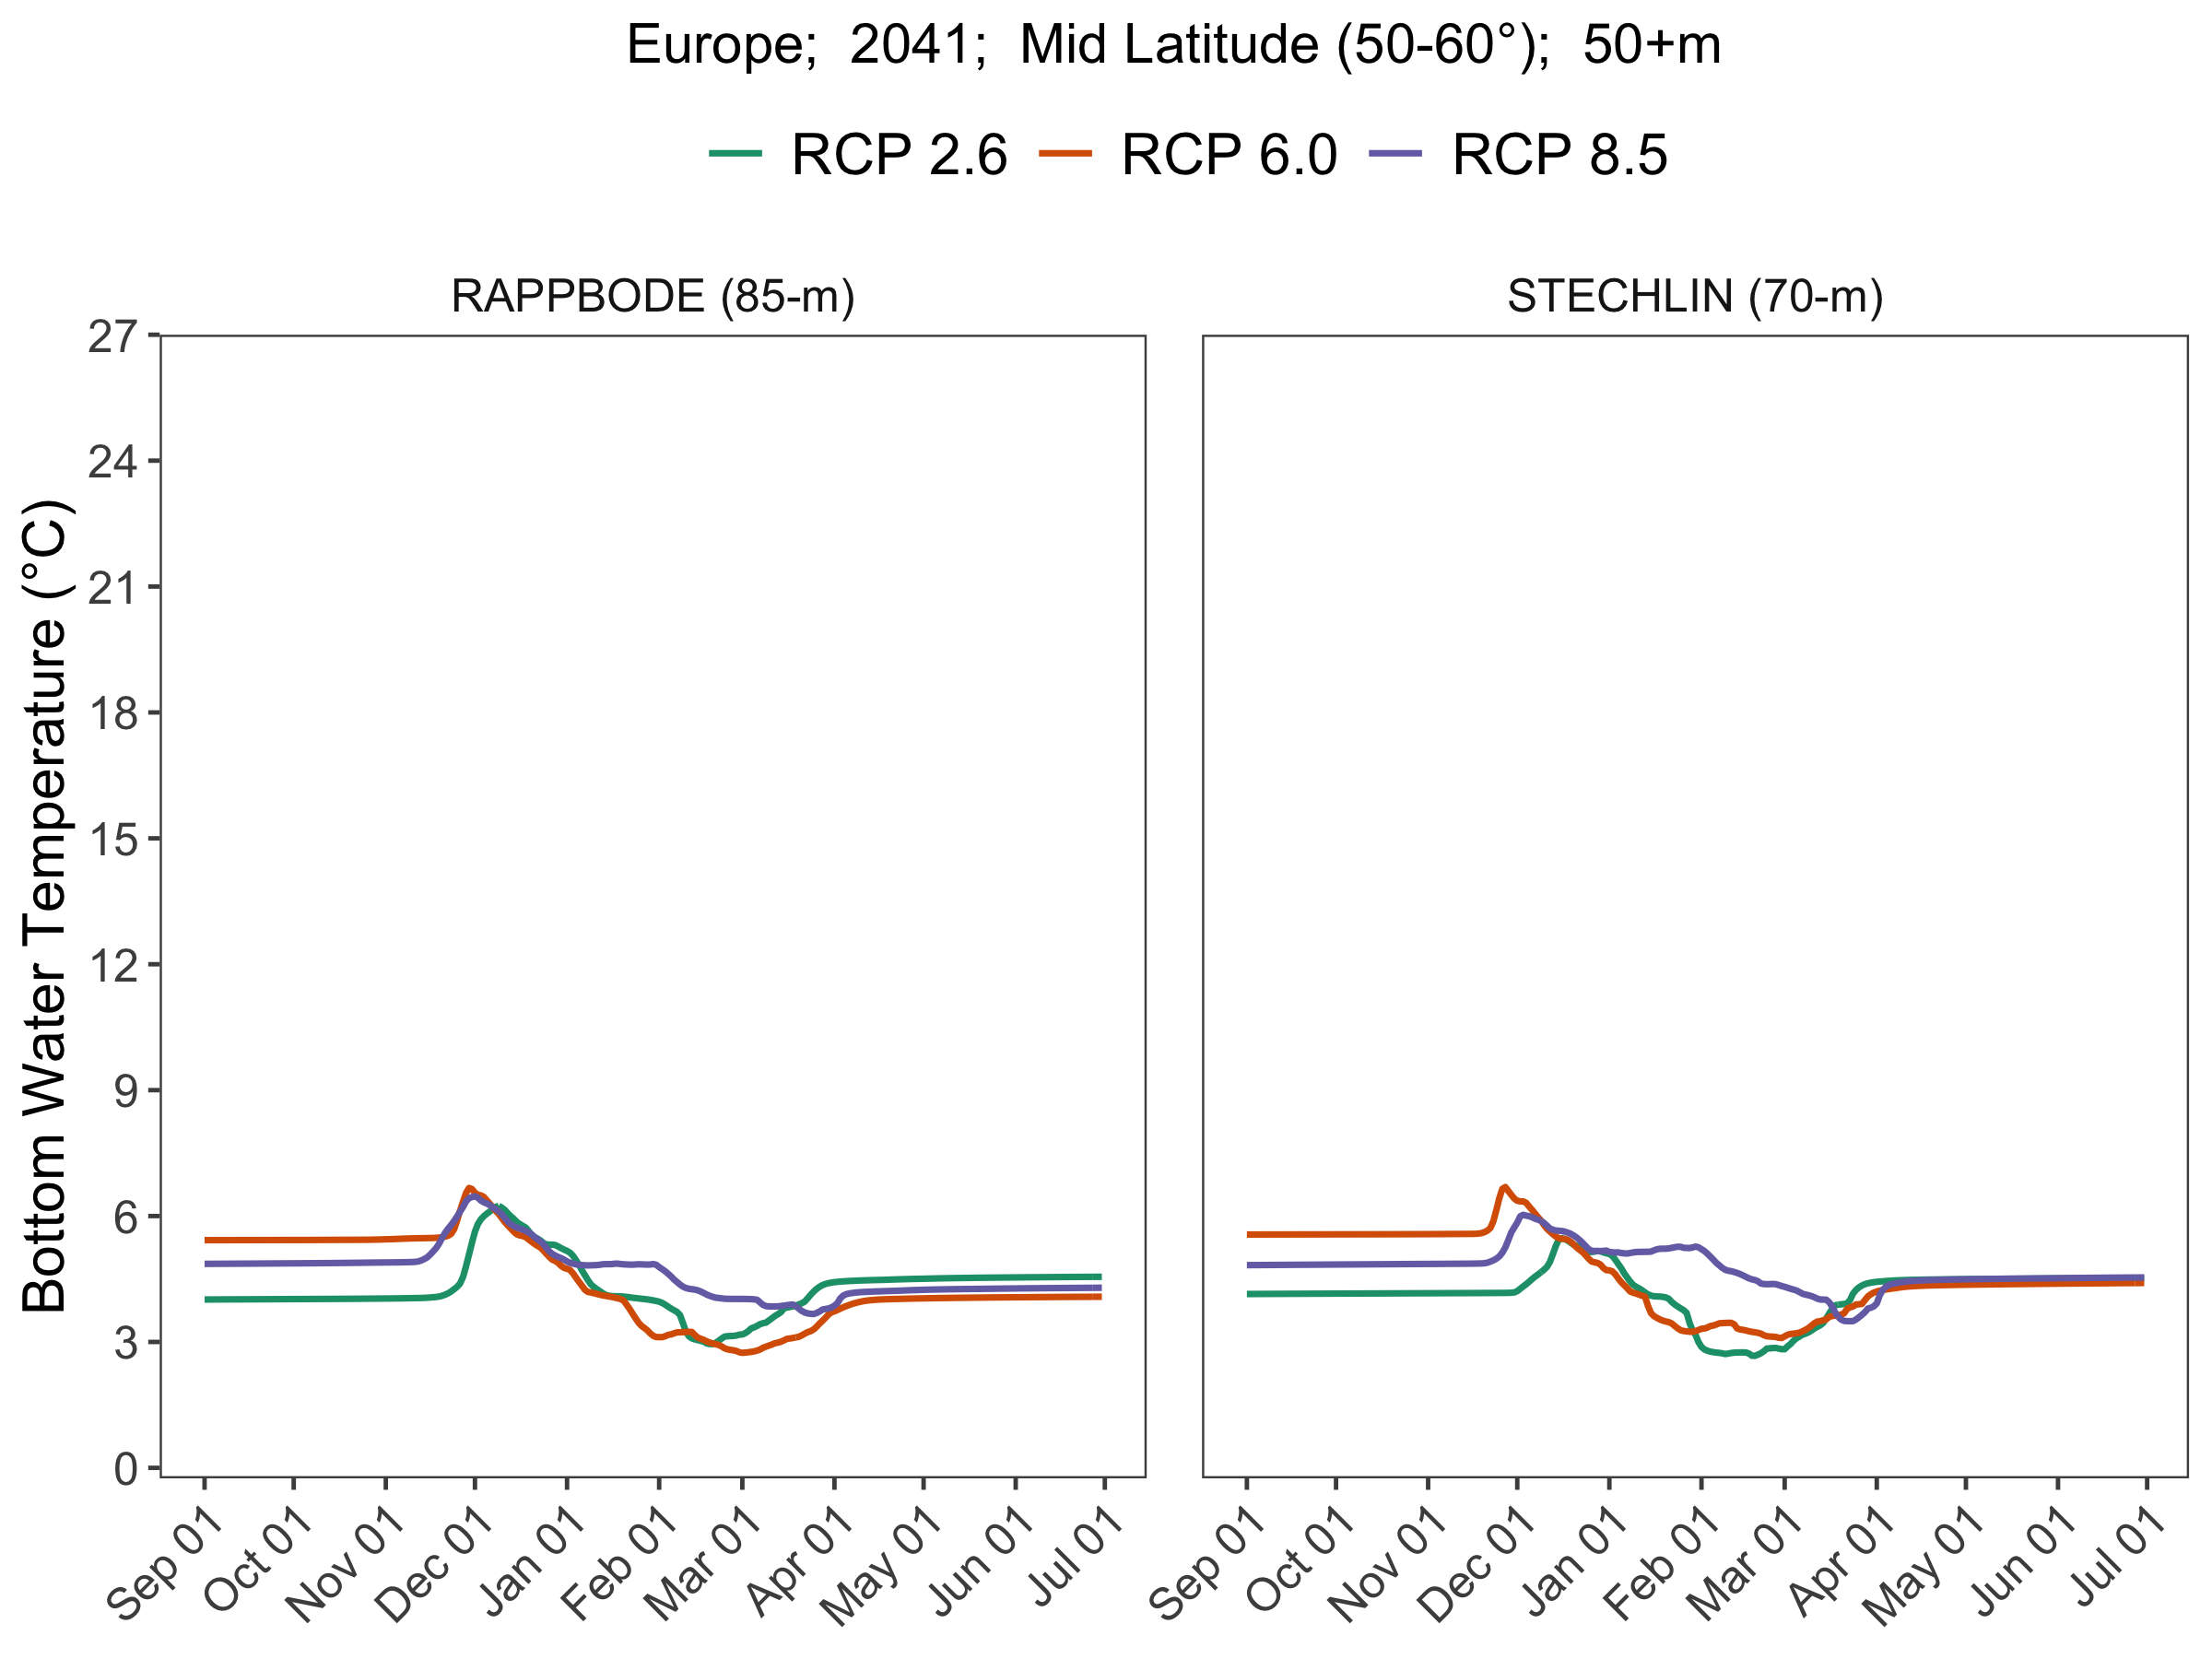 Europe; 2041; Mid Latitude (50-60°); 50+m
RCP 2.6 RCP 6.0 RCP 8.5
RAPPBODE (85-m) STECHLIN (70-m)
Bottom Water Temperature (°C)
27
24
21
18
15
12
9
6
3
0
Sep 01 Oct 01 Nov 01 Dec 01 Jan 01 Feb 01 Mar 01 Apr 01 May 01 Jun 01 Jul 01 Sep 01 Oct 01 Nov 01 Dec 01 Jan 01 Feb 01 Mar 01 Apr 01 May 01 Jun 01 Jul 01